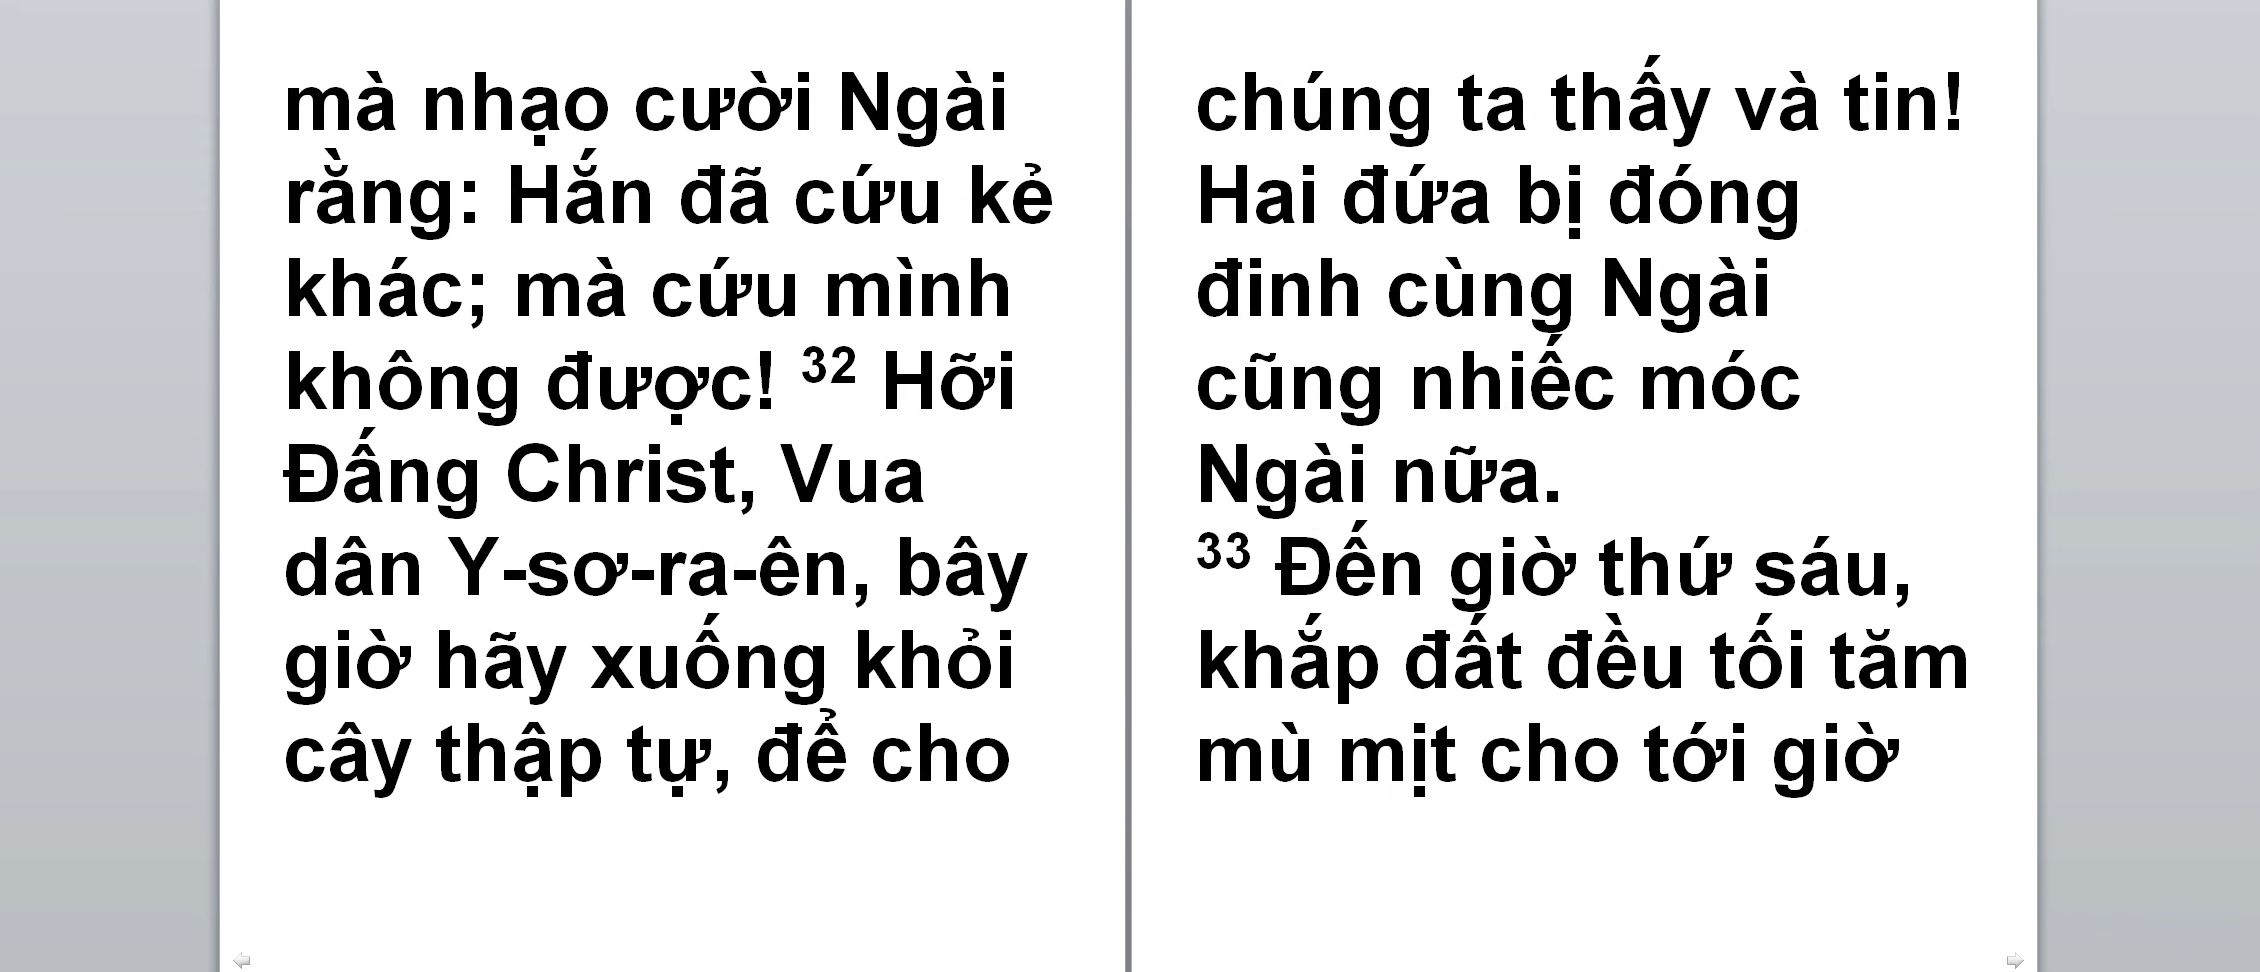 mà nhạo cười Ngài
rằng: Hắn đã cứu kẻ
khác; mà cứu mình
không được! 32 Hỡi
Đấng Christ, Vua
dân Y-sơ-ra-ên, bây
giờ hãy xuống khỏi
cây thập tự, để cho
chúng ta thấy và tin!
Hai đứa bị đóng
đinh cùng Ngài
cũng nhiếc móc
Ngài nữa.
33 Đến giờ thứ sáu,
khắp đất đều tối tăm
mù mịt cho tới giờ